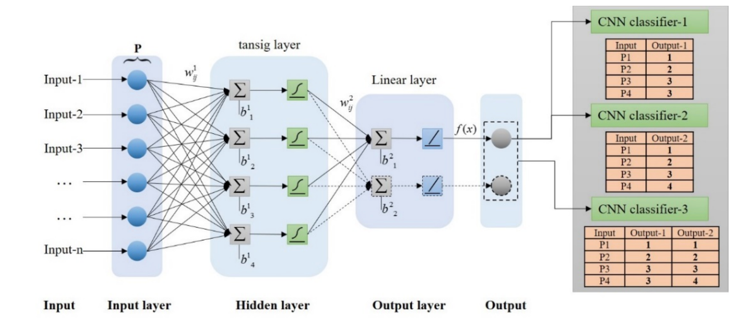 P
tansig layer
w¹ᵢⱼ
Input-1
Input-2
Input-3
...
...
Input-n
Σ
b¹₁
Σ
b¹₂
Σ
b¹₃
Σ
b¹₄
Linear layer
w²ᵢⱼ
Σ
b²₁
Σ
b²₂
f(x)
CNN classifier-1
Input Output-1
P1 1
P2 2
P3 3
P4 3
CNN classifier-2
Input Output-2
P1 1
P2 2
P3 3
P4 4
CNN classifier-3
Input Output-1 Output-2
P1 1 1
P2 2 2
P3 3 3
P4 3 4
Input Input layer Hidden layer Output layer Output